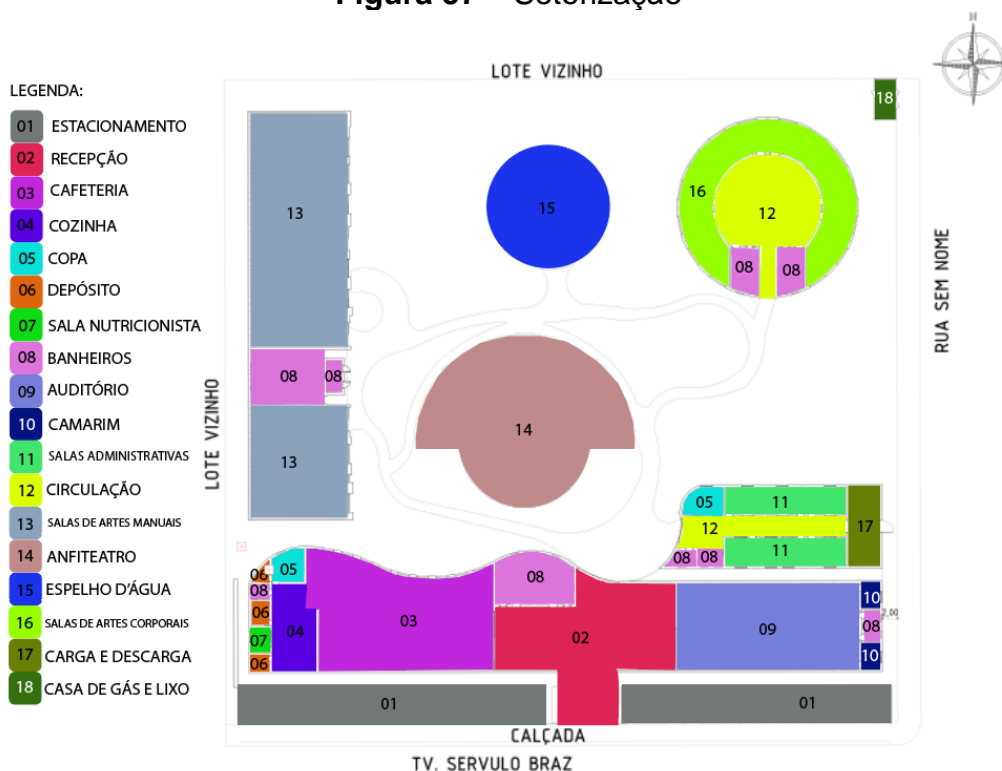 LOTE VIZINHO
LEGENDA:
01 ESTACIONAMENTO
02 RECEPÇÃO
03 CAFETERIA
04 COZINHA
05 COPA
06 DEPÓSITO
07 SALA NUTRICIONISTA
08 BANHEIROS
09 AUDITÓRIO
10 CAMARIM
11 SALAS ADMINISTRATIVAS
12 CIRCULAÇÃO
13 SALAS DE ARTES MANUAIS
14 ANFITEATRO
15 ESPELHO D'ÁGUA
16 SALAS DE ARTES CORPORAIS
17 CARGA E DESCARGA
18 CASA DE GÁS E LIXO
N
18
13
15
16
12
08
08
RUA SEM NOME
08
08
LOTE VIZINHO
14
13
05
11
12
17
08
08
11
06
05
08
06
04
03
08
02
09
10
08
2,00
07
06
10
01
01
CALÇADA
TV. SERVULO BRAZ